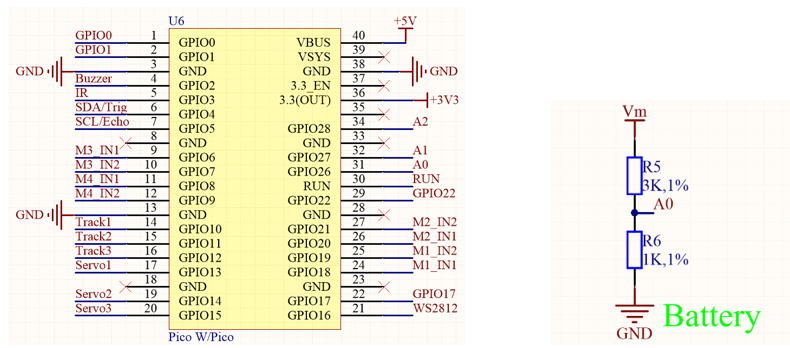 U6
+5V
GPIO0 1 GPIO0 VBUS 40
GPIO1 2 GPIO1 VSYS 39
GND 3 GND GND 38 GND
Buzzer 4 GPIO2 3.3_EN 37
IR 5 GPIO3 3.3(OUT) 36 +3V3
SDA/Trig 6 GPIO4 35
SCL/Echo 7 GPIO5 GPIO28 34 A2
8 GND GND 33
M3_IN1 9 GPIO6 GPIO27 32 A1
M3_IN2 10 GPIO7 GPIO26 31 A0
M4_IN1 11 GPIO8 RUN 30 RUN
M4_IN2 12 GPIO9 GPIO22 29 GPIO22
GND 13 GND GND 28
Track1 14 GPIO10 GPIO21 27 M2_IN2
Track2 15 GPIO11 GPIO20 26 M2_IN1
Track3 16 GPIO12 GPIO19 25 M1_IN2
Servo1 17 GPIO13 GPIO18 24 M1_IN1
18 GND GND 23
Servo2 19 GPIO14 GPIO17 22 GPIO17
Servo3 20 GPIO15 GPIO16 21 WS2812
Pico W/Pico
Vm
R5
3K,1%
A0
R6
1K,1%
GND
Battery